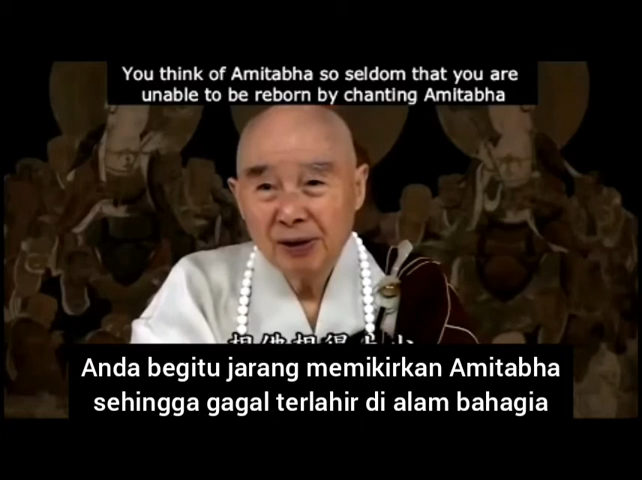 You think of Amitabha so seldom that you are
unable to be reborn by chanting Amitabha
Anda begitu jarang memikirkan Amitabha
sehingga gagal terlahir di alam bahagia